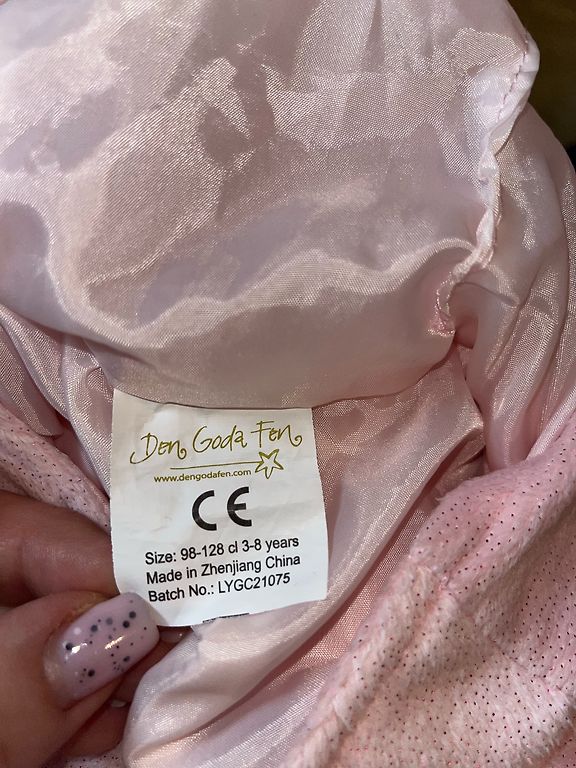 Den Goda Fen
www.dengodafen.com
CE
Size: 98-128 cl 3-8 years
Made in Zhenjiang China
Batch No.: LYGC21075